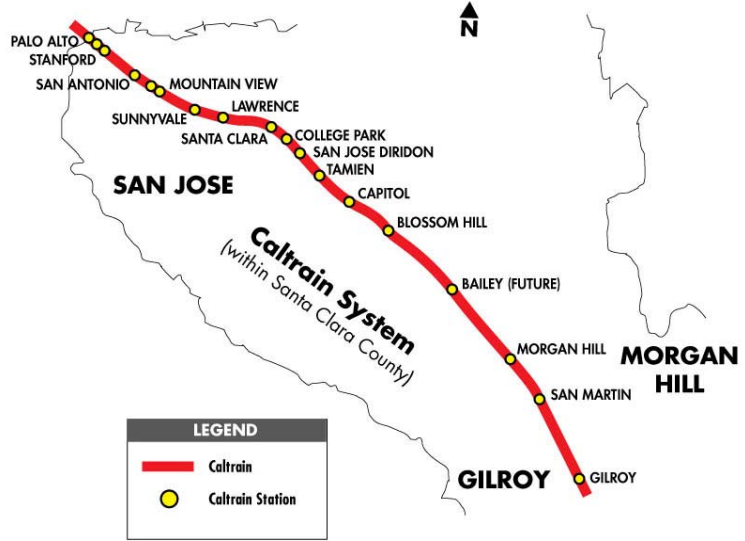 N
PALO ALTO
STANFORD
SAN ANTONIO
MOUNTAIN VIEW
SUNNYVALE
LAWRENCE
SANTA CLARA
COLLEGE PARK
SAN JOSE DIRIDON
TAMIEN
SAN JOSE
CAPITOL
BLOSSOM HILL
Caltrain System
(within Santa Clara County)
BAILEY (FUTURE)
MORGAN HILL
MORGAN
HILL
SAN MARTIN
GILROY
GILROY
LEGEND
Caltrain
Caltrain Station